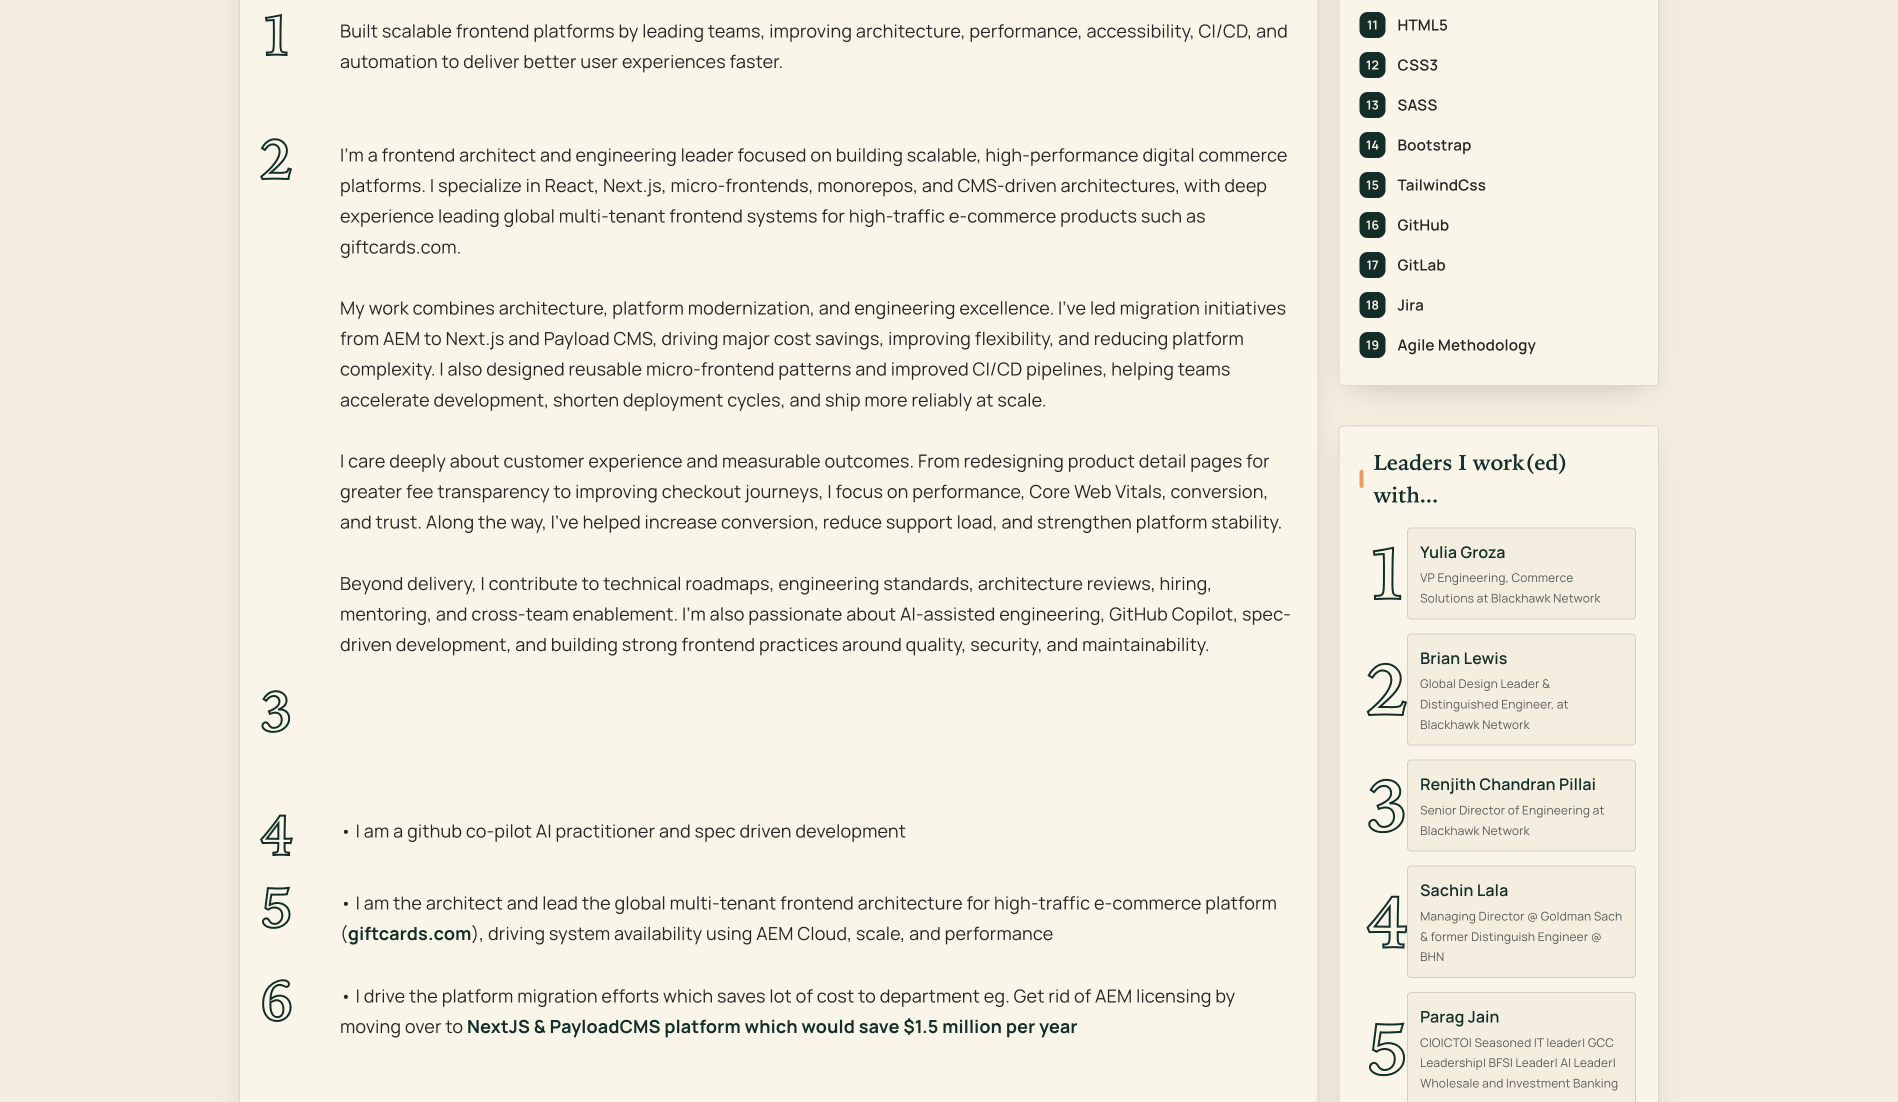 1
Built scalable frontend platforms by leading teams, improving architecture, performance, accessibility, CI/CD, and
automation to deliver better user experiences faster.
2
I'm a frontend architect and engineering leader focused on building scalable, high-performance digital commerce
platforms. I specialize in React, Next.js, micro-frontends, monorepos, and CMS-driven architectures, with deep
experience leading global multi-tenant frontend systems for high-traffic e-commerce products such as
giftcards.com.
My work combines architecture, platform modernization, and engineering excellence. I've led migration initiatives
from AEM to Next.js and Payload CMS, driving major cost savings, improving flexibility, and reducing platform
complexity. I also designed reusable micro-frontend patterns and improved CI/CD pipelines, helping teams
accelerate development, shorten deployment cycles, and ship more reliably at scale.
I care deeply about customer experience and measurable outcomes. From redesigning product detail pages for
greater fee transparency to improving checkout journeys, I focus on performance, Core Web Vitals, conversion,
and trust. Along the way, I've helped increase conversion, reduce support load, and strengthen platform stability.
Beyond delivery, I contribute to technical roadmaps, engineering standards, architecture reviews, hiring,
mentoring, and cross-team enablement. I'm also passionate about AI-assisted engineering, GitHub Copilot, spec-
driven development, and building strong frontend practices around quality, security, and maintainability.
3
4
• I am a github co-pilot AI practitioner and spec driven development
5
• I am the architect and lead the global multi-tenant frontend architecture for high-traffic e-commerce platform
(giftcards.com), driving system availability using AEM Cloud, scale, and performance
6
• I drive the platform migration efforts which saves lot of cost to department eg. Get rid of AEM licensing by
moving over to NextJS & PayloadCMS platform which would save $1.5 million per year
11 HTML5
12 CSS3
13 SASS
14 Bootstrap
15 TailwindCss
16 GitHub
17 GitLab
18 Jira
19 Agile Methodology
Leaders I work(ed)
with...
1
Yulia Groza
VP Engineering, Commerce
Solutions at Blackhawk Network
2
Brian Lewis
Global Design Leader &
Distinguished Engineer, at
Blackhawk Network
3
Renjith Chandran Pillai
Senior Director of Engineering at
Blackhawk Network
4
Sachin Lala
Managing Director @ Goldman Sach
& former Distinguish Engineer @
BHN
5
Parag Jain
CIO|CTO| Seasoned IT leader| GCC
Leadership| BFSI Leader| AI Leader|
Wholesale and Investment Banking